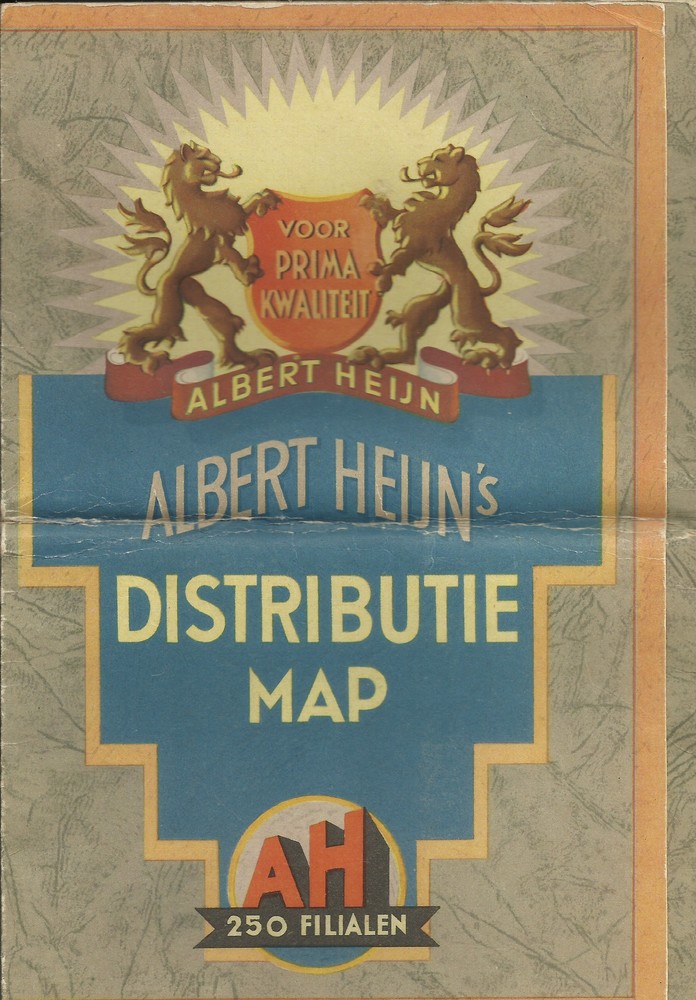 VOOR
PRIMA
KWALITEIT
ALBERT HEIJN
ALBERT HEIJN's
DISTRIBUTIE
MAP
AH
250 FILIALEN